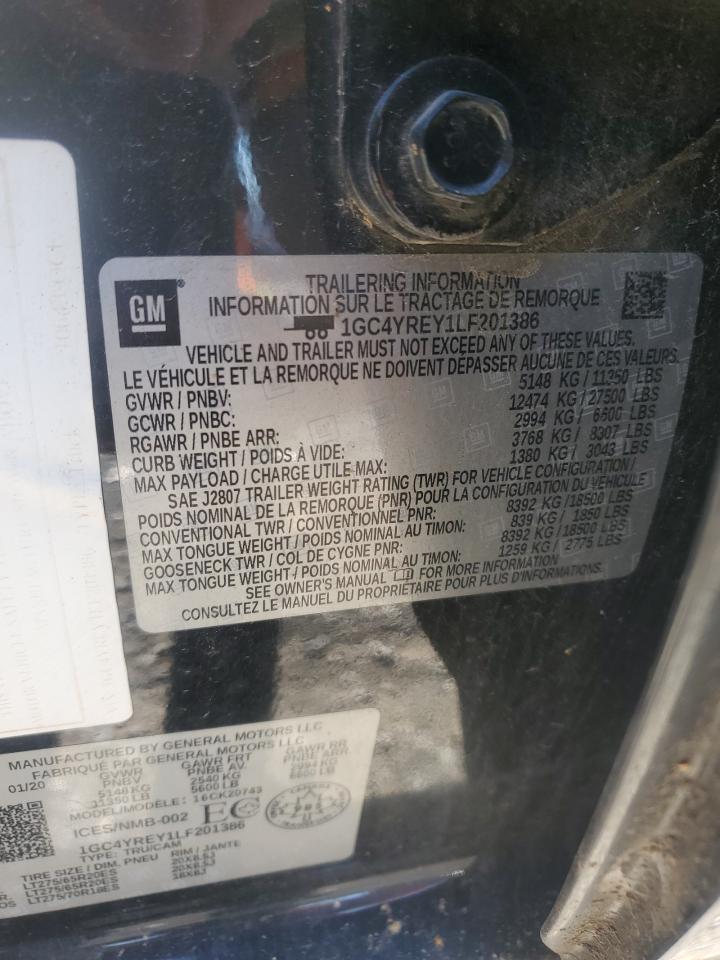 GM
TRAILERING INFORMATION
INFORMATION SUR LE TRACTAGE DE REMORQUE
1GC4YREY1LF201386
VEHICLE AND TRAILER MUST NOT EXCEED ANY OF THESE VALUES.
LE VÉHICULE ET LA REMORQUE NE DOIVENT DÉPASSER AUCUNE DE CES VALEURS.
GVWR / PNBV: 5148 KG / 11350 LBS
GCWR / PNBC: 12474 KG / 27500 LBS
RGAWR / PNBE ARR: 2994 KG / 6600 LBS
CURB WEIGHT / POIDS À VIDE: 3768 KG / 8307 LBS
MAX PAYLOAD / CHARGE UTILE MAX: 1380 KG / 3043 LBS
SAE J2807 TRAILER WEIGHT RATING (TWR) FOR VEHICLE CONFIGURATION /
POIDS NOMINAL DE LA REMORQUE (PNR) POUR LA CONFIGURATION DU VÉHICULE
CONVENTIONAL TWR / CONVENTIONNEL PNR: 8392 KG / 18500 LBS
MAX TONGUE WEIGHT / POIDS NOMINAL AU TIMON: 839 KG / 1850 LBS
GOOSENECK TWR / COL DE CYGNE PNR: 8392 KG / 18500 LBS
MAX TONGUE WEIGHT / POIDS NOMINAL AU TIMON: 1259 KG / 2775 LBS
SEE OWNER'S MANUAL FOR MORE INFORMATION
CONSULTEZ LE MANUEL DU PROPRIÉTAIRE POUR PLUS D'INFORMATIONS.
MANUFACTURED BY GENERAL MOTORS LLC
FABRIQUÉ PAR GENERAL MOTORS LLC
01/20 GVWR GAWR FRT GAWR RR
PNBV PNBE AV. PNBE ARR.
5148 KG 2540 KG 2994 KG
11350 LB 5600 LB 6600 LB
MODEL/MODÈLE: 16CK20743
ICES/NMB-002 EC
1GC4YREY1LF201386
TYPE: TRU/CAM
TIRE SIZE / DIM. PNEU RIM / JANTE
LT275/65R20ES 20X8.5J
LT275/65R20ES 20X8.5J
LT275/70R18ES 18X8J